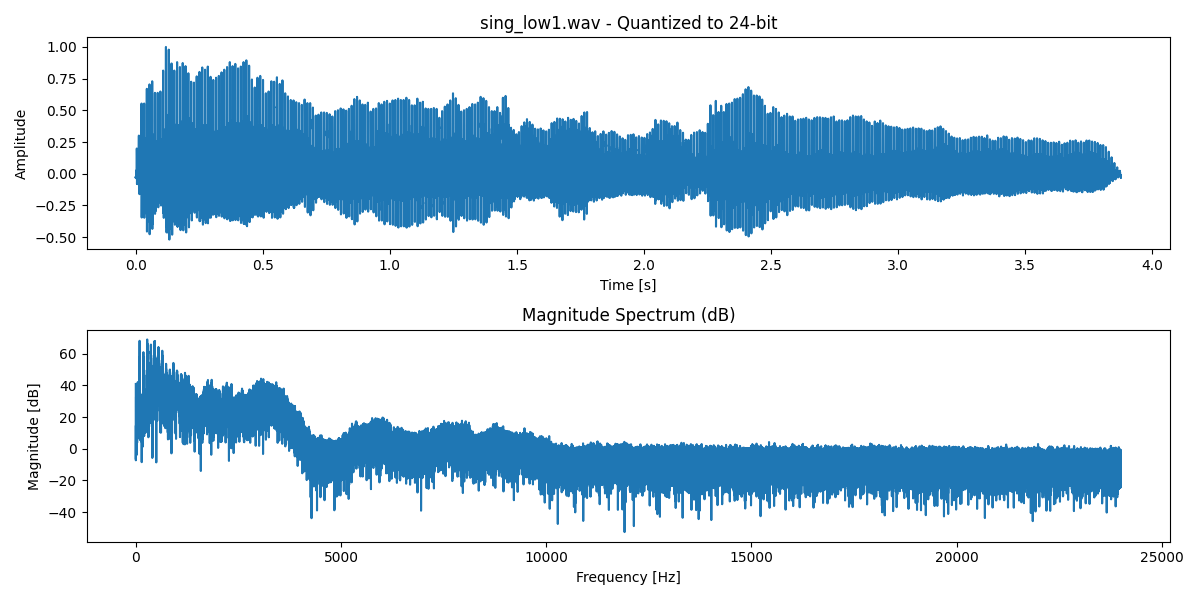 sing_low1.wav - Quantized to 24-bit
1.00
0.75
0.50
0.25
0.00
−0.25
−0.50
Amplitude
0.0 0.5 1.0 1.5 2.0 2.5 3.0 3.5 4.0
Time [s]
Magnitude Spectrum (dB)
60
40
20
0
−20
−40
Magnitude [dB]
0 5000 10000 15000 20000 25000
Frequency [Hz]